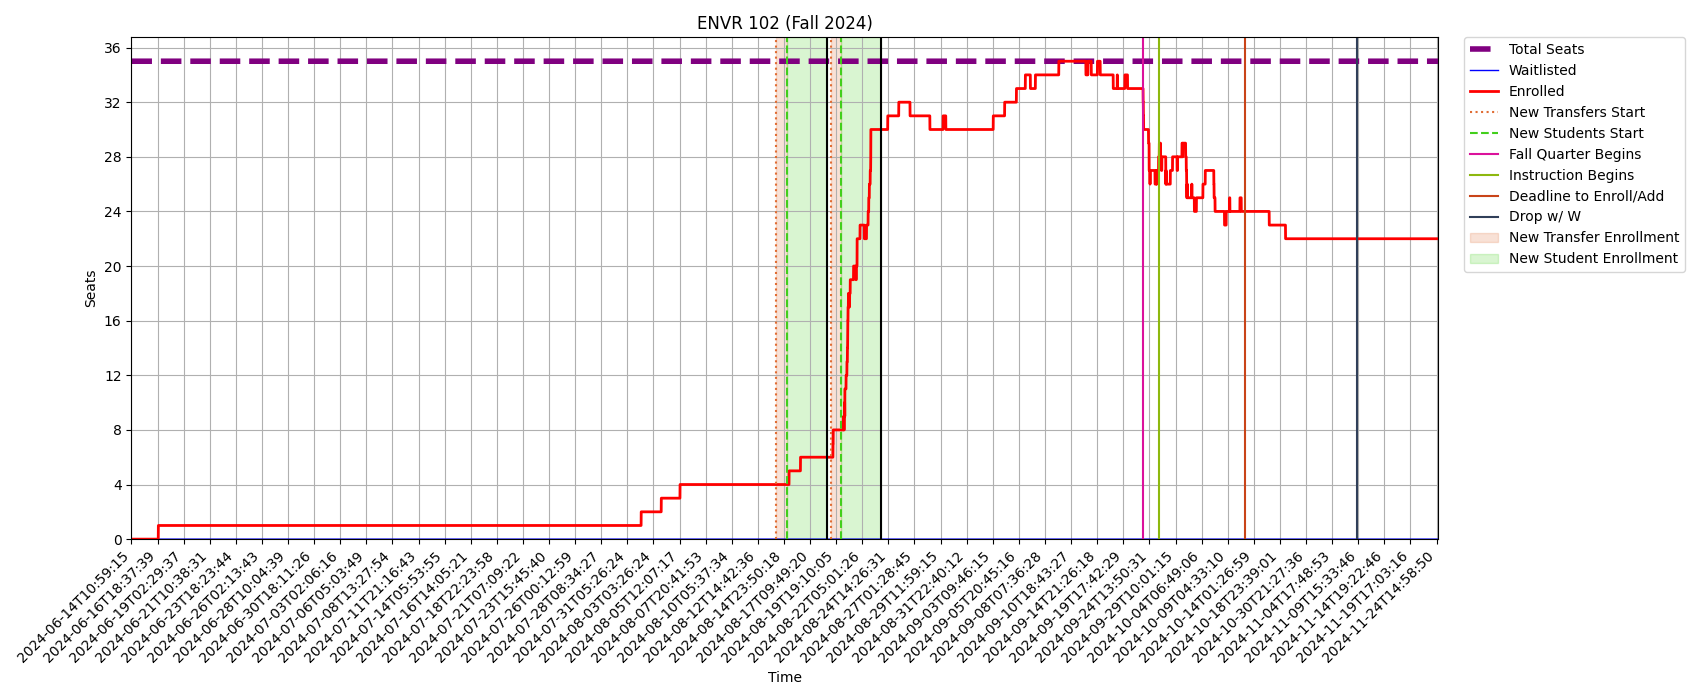 ENVR 102 (Fall 2024)
36
32
28
24
20
16
12
8
4
0
Seats
2024-06-14T10:59:15
2024-06-16T18:37:39
2024-06-19T02:29:37
2024-06-21T10:38:31
2024-06-23T18:23:44
2024-06-26T02:13:43
2024-06-28T10:04:39
2024-06-30T18:11:26
2024-07-03T02:06:16
2024-07-06T05:03:49
2024-07-08T13:27:54
2024-07-11T21:16:43
2024-07-14T05:53:55
2024-07-16T14:05:21
2024-07-18T22:23:58
2024-07-21T07:09:22
2024-07-23T15:45:40
2024-07-26T00:12:59
2024-07-28T08:34:27
2024-07-31T05:26:24
2024-08-03T03:26:24
2024-08-05T12:07:17
2024-08-07T20:41:53
2024-08-10T05:37:34
2024-08-12T14:42:36
2024-08-14T23:50:18
2024-08-17T09:49:20
2024-08-19T19:10:05
2024-08-22T05:01:26
2024-08-24T14:26:31
2024-08-27T01:28:45
2024-08-29T11:59:15
2024-08-31T22:40:12
2024-09-03T09:46:15
2024-09-05T20:45:16
2024-09-08T07:36:28
2024-09-10T18:43:27
2024-09-14T21:26:18
2024-09-19T17:42:29
2024-09-24T13:50:31
2024-09-29T01:01:15
2024-10-04T06:49:06
2024-10-09T04:33:10
2024-10-14T01:26:59
2024-10-18T23:39:01
2024-10-30T21:27:36
2024-11-04T17:48:53
2024-11-09T15:33:46
2024-11-14T19:22:46
2024-11-19T17:03:16
2024-11-24T14:58:50
Time
Total Seats
Waitlisted
Enrolled
New Transfers Start
New Students Start
Fall Quarter Begins
Instruction Begins
Deadline to Enroll/Add
Drop w/ W
New Transfer Enrollment
New Student Enrollment